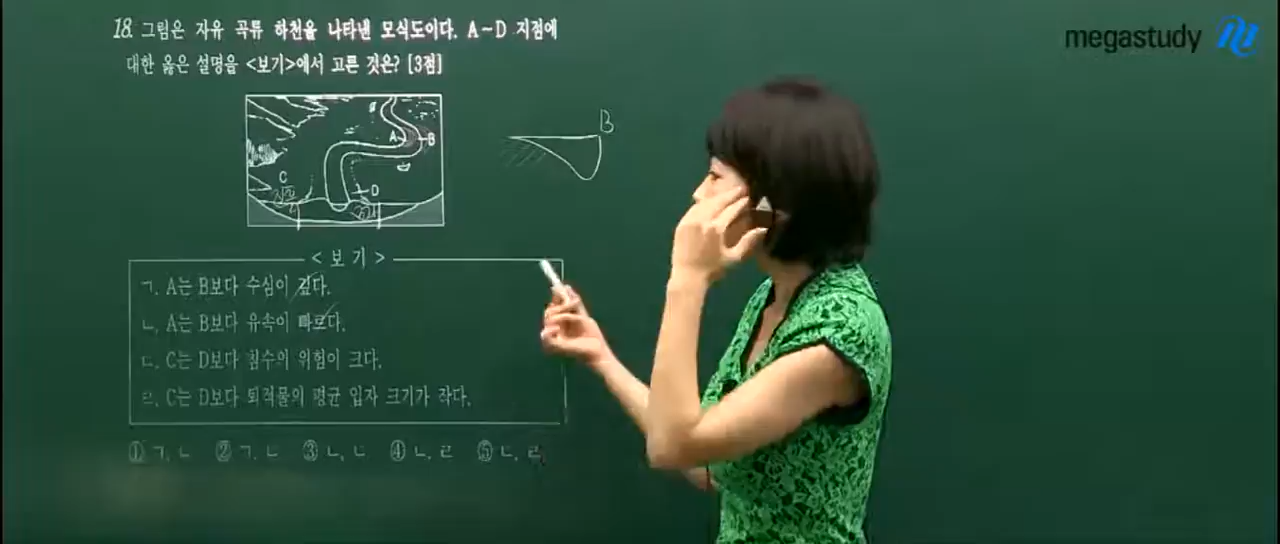 18. 그림은 자유 곡류 하천을 나타낸 모식도이다. A~D 지점에
대한 옳은 설명을 <보기>에서 고른 것은? [3점]
megastudy
A
B
C
D
B
<보 기>
ㄱ. A는 B보다 수심이 깊다.
ㄴ. A는 B보다 유속이 빠르다.
ㄷ. C는 D보다 침수의 위험이 크다.
ㄹ. C는 D보다 퇴적물의 평균 입자 크기가 작다.
① ㄱ, ㄴ ② ㄱ, ㄷ ③ ㄴ, ㄷ ④ ㄴ, ㄹ ⑤ ㄷ, ㄹ